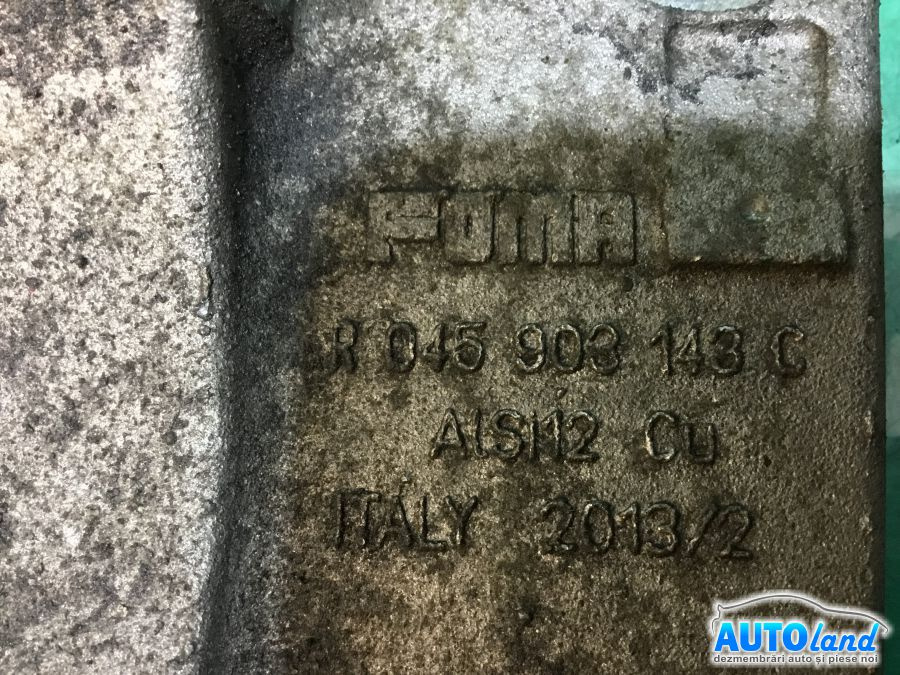 FOMA
R 045 903 143 C
AlSi12 Cu
ITALY 2013/2
AUTOland
dezmembrări auto și piese noi